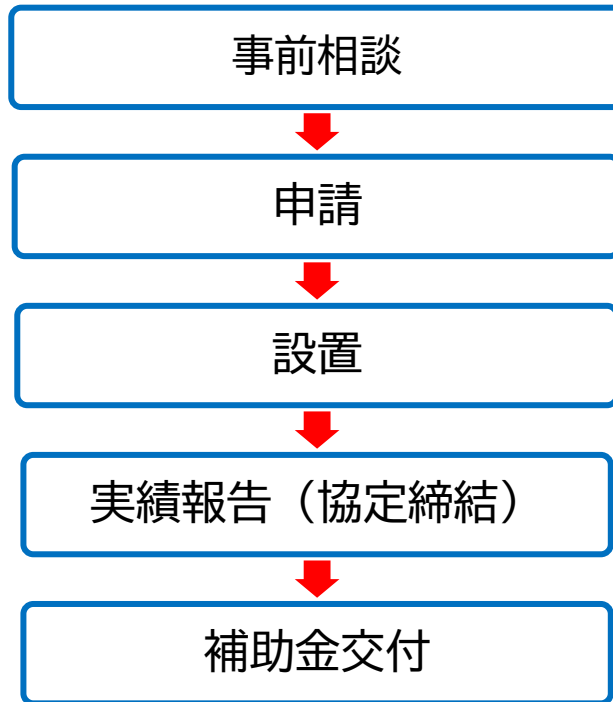 事前相談
申請
設置
実績報告（協定締結）
補助金交付